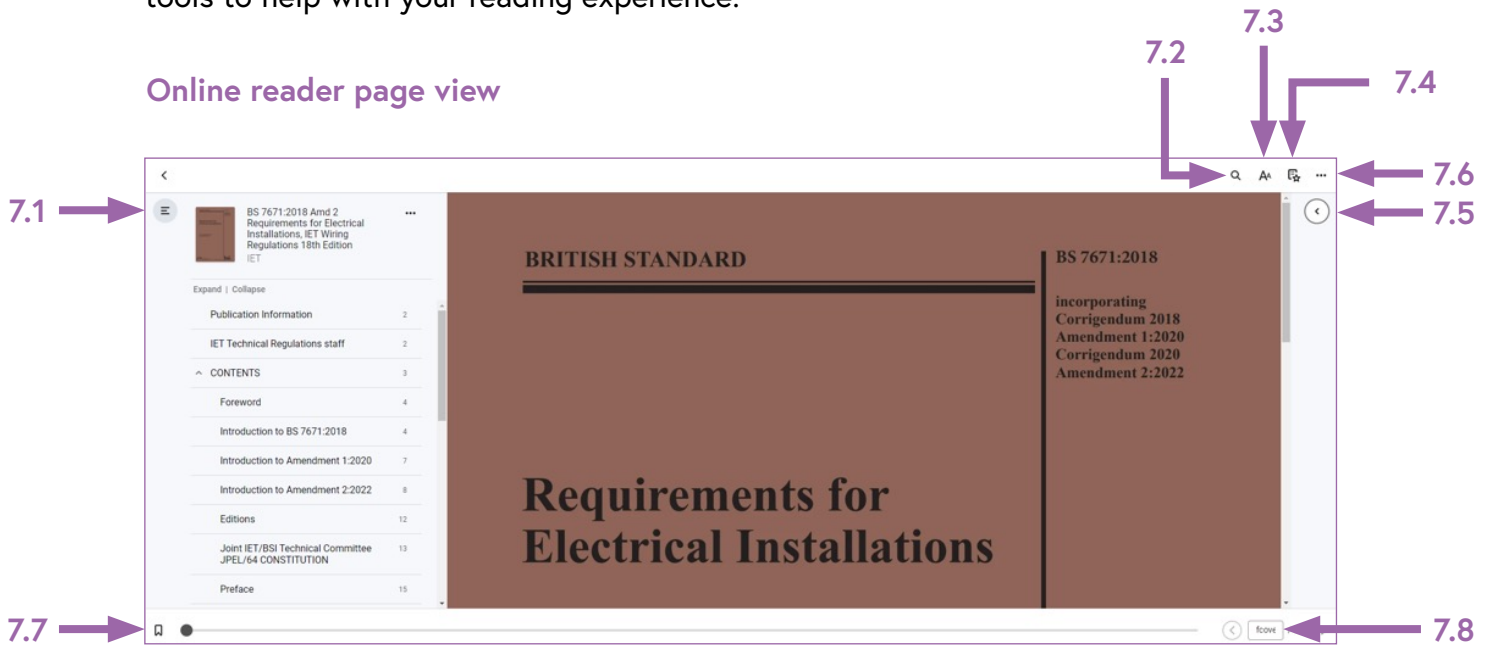 tools to help with your reading experience.
Online reader page view
7.1
7.2
7.3
7.4
7.6
7.5
BS 7671:2018 Amd 2
Requirements for Electrical
Installations, IET Wiring
Regulations 18th Edition
IET
Expand | Collapse
Publication Information 2
IET Technical Regulations staff 2
CONTENTS 3
Foreword 4
Introduction to BS 7671:2018 4
Introduction to Amendment 1:2020 7
Introduction to Amendment 2:2022 8
Editions 12
Joint IET/BSI Technical Committee 13
JPEL/64 CONSTITUTION
Preface 15
BRITISH STANDARD
BS 7671:2018
incorporating
Corrigendum 2018
Amendment 1:2020
Corrigendum 2020
Amendment 2:2022
Requirements for
Electrical Installations
7.7
fcove
7.8